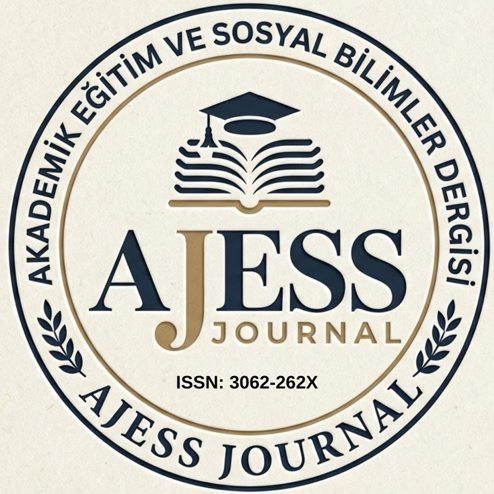 AKADEMİK EĞİTİM VE SOSYAL BİLİMLER DERGİSİ
AJESS
JOURNAL
ISSN: 3062-262X
AJESS JOURNAL